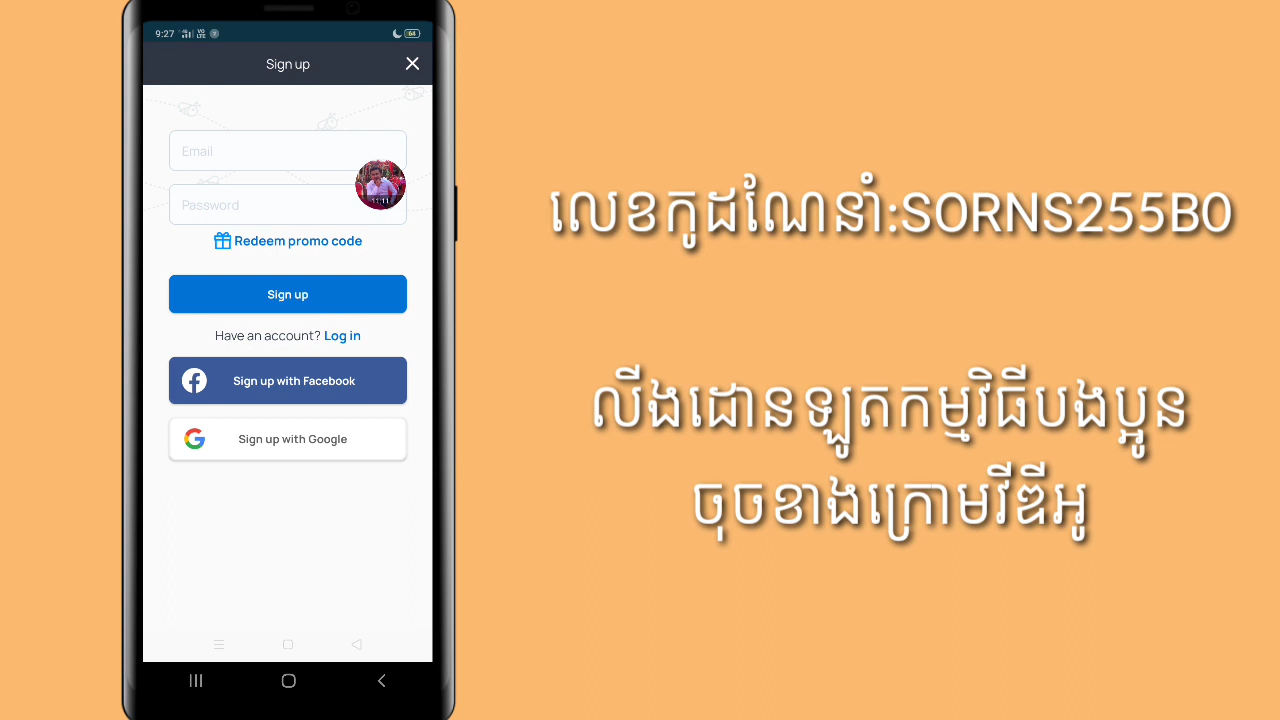 9:27
64
Sign up
Email
Password
11:11
Redeem promo code
Sign up
Have an account? Log in
Sign up with Facebook
Sign up with Google
លេខកូដណែនាំ:SORNS255B0
លីងដោនឡូតកម្មវិធីបងប្អូន
ចុចខាងក្រោមវីឌីអូ